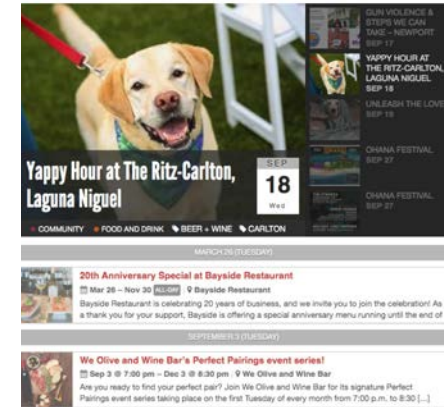 GUN VIOLENCE &
STEPS WE CAN
TAKE – NEWPORT
SEP 17
YAPPY HOUR AT
THE RITZ-CARLTON,
LAGUNA NIGUEL
SEP 18
UNLEASH THE LOVE
SEP 19
OHANA FESTIVAL
SEP 27
OHANA FESTIVAL
SEP 27
Yappy Hour at The Ritz-Carlton,
Laguna Niguel
SEP
18
Wed
COMMUNITY FOOD AND DRINK BEER + WINE CARLTON
MARCH 26 (TUESDAY)
20th Anniversary Special at Bayside Restaurant
Mar 26 – Nov 30 ALL-DAY Bayside Restaurant
Bayside Restaurant is celebrating 20 years of business, and we invite you to join the celebration! As
a thank you for your support, Bayside is offering a special anniversary menu running until the end of
SEPTEMBER 3 (TUESDAY)
We Olive and Wine Bar's Perfect Pairings event series!
Sep 3 @ 7:00 pm – Dec 3 @ 8:30 pm We Olive and Wine Bar
Are you ready to find your perfect pair? Join We Olive and Wine Bar for its signature Perfect
Pairings event series taking place on the first Tuesday of every month from 7:00 p.m. to 8:30 [...]